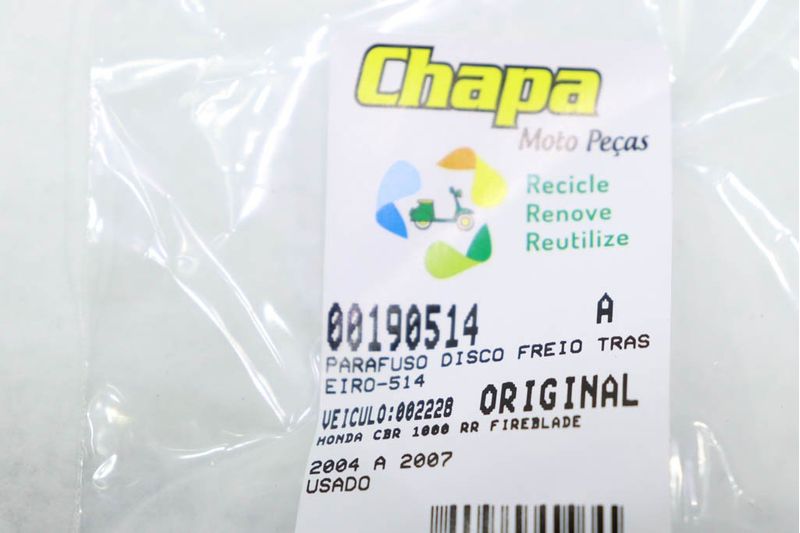 Chapa
Moto Peças
Recicle
Renove
Reutilize
00190514 A
PARAFUSO DISCO FREIO TRAS
EIRO-514
VEICULO:002228 ORIGINAL
HONDA CBR 1000 RR FIREBLADE
2004 A 2007
USADO